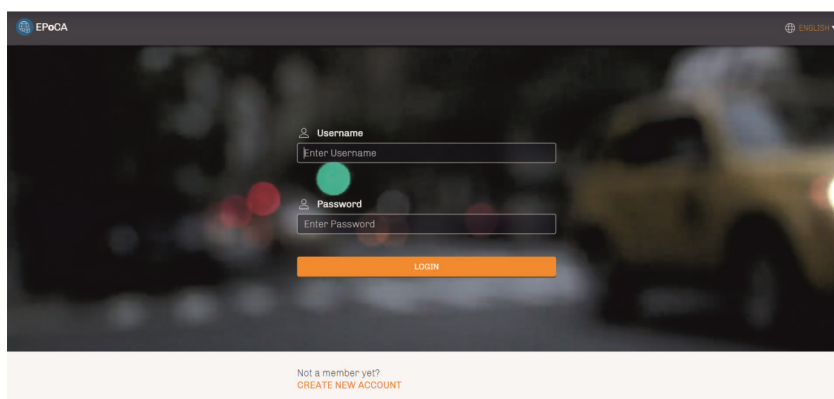 EPoCA
ENGLISH
Username
Enter Username
Password
Enter Password
LOGIN
Not a member yet?
CREATE NEW ACCOUNT